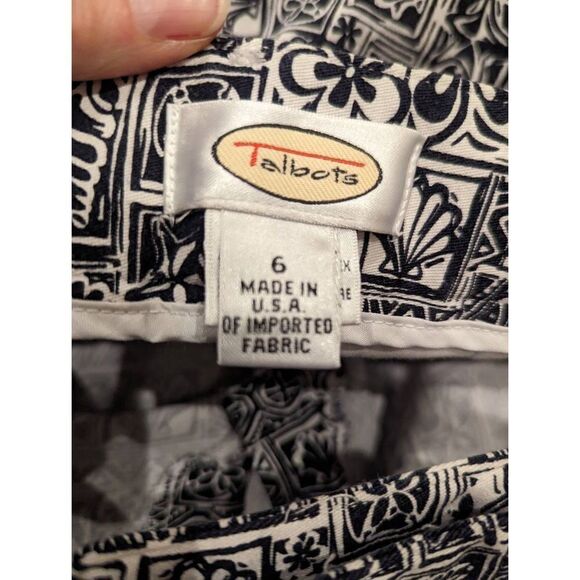 Talbots
6
MADE IN
U.S.A.
OF IMPORTED
FABRIC